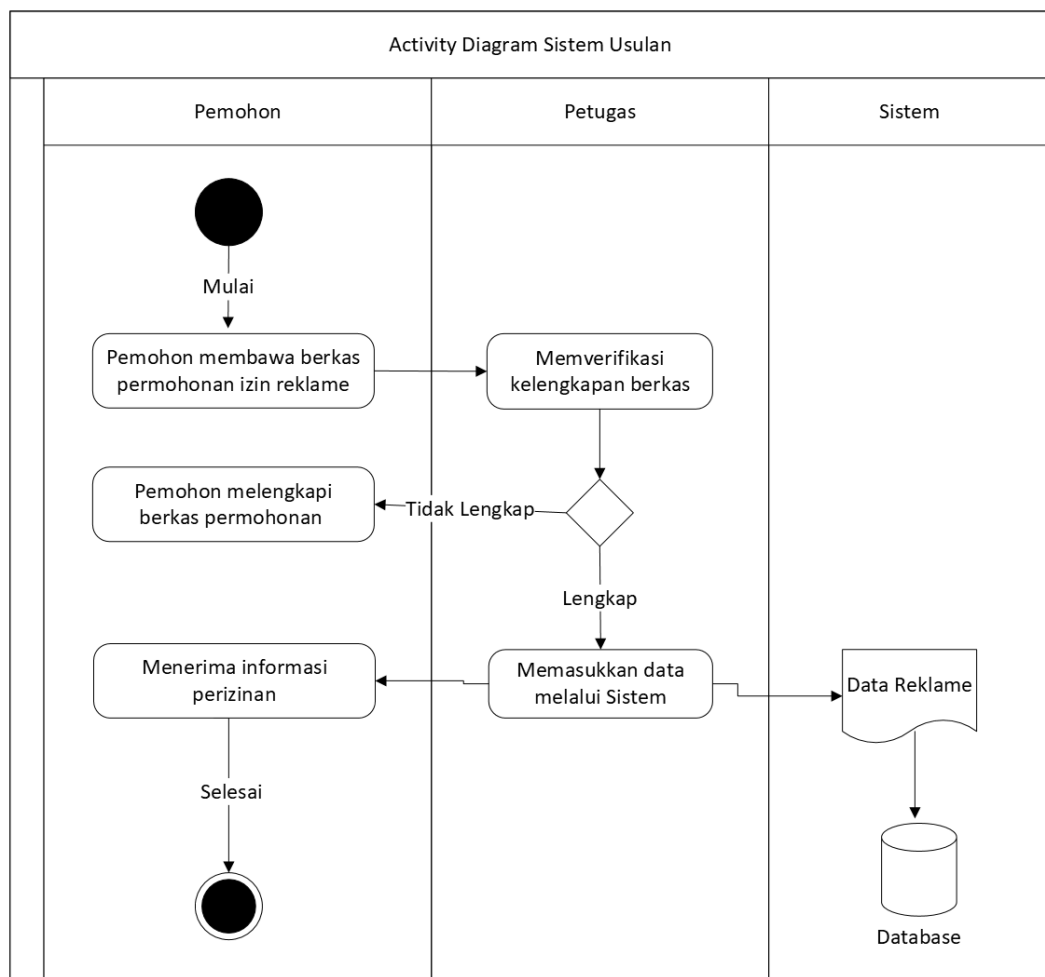 Activity Diagram Sistem Usulan
Pemohon
Petugas
Sistem
Mulai
Pemohon membawa berkas
permohonan izin reklame
Memverifikasi
kelengkapan berkas
Pemohon melengkapi
berkas permohonan
Tidak Lengkap
Lengkap
Menerima informasi
perizinan
Memasukkan data
melalui Sistem
Data Reklame
Selesai
Database